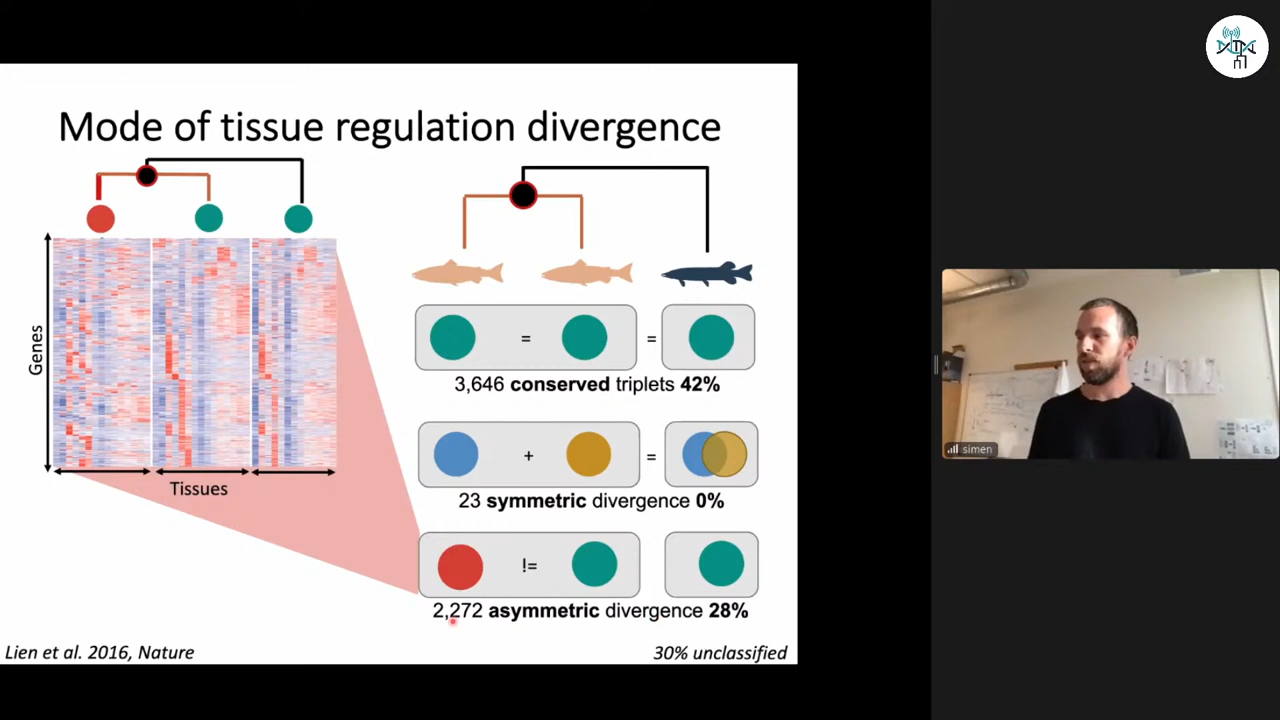 Mode of tissue regulation divergence
Genes
Tissues
=
=
3,646 conserved triplets 42%
+
=
23 symmetric divergence 0%
!=
2,272 asymmetric divergence 28%
Lien et al. 2016, Nature
30% unclassified
simen